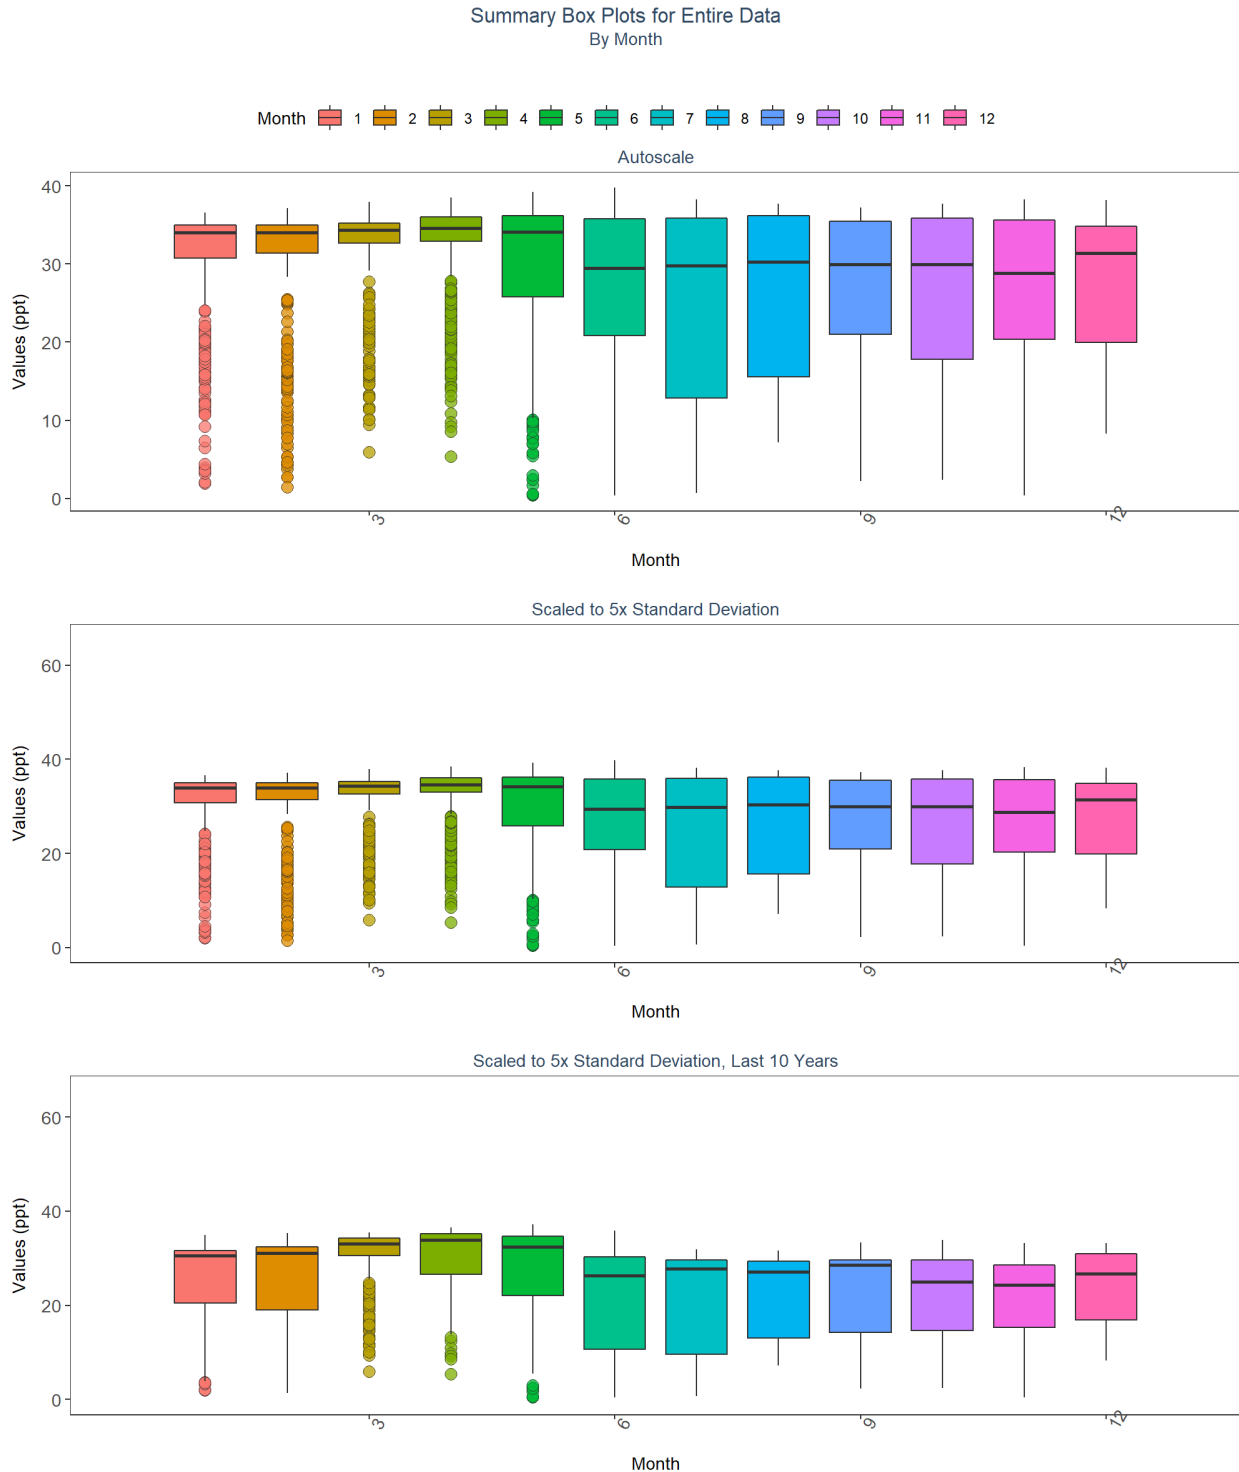 Summary Box Plots for Entire Data
By Month
Month 1 2 3 4 5 6 7 8 9 10 11 12
Autoscale
Values (ppt)
40
30
20
10
0
3 6 9 12
Month
Scaled to 5x Standard Deviation
Values (ppt)
60
40
20
0
3 6 9 12
Month
Scaled to 5x Standard Deviation, Last 10 Years
Values (ppt)
60
40
20
0
3 6 9 12
Month